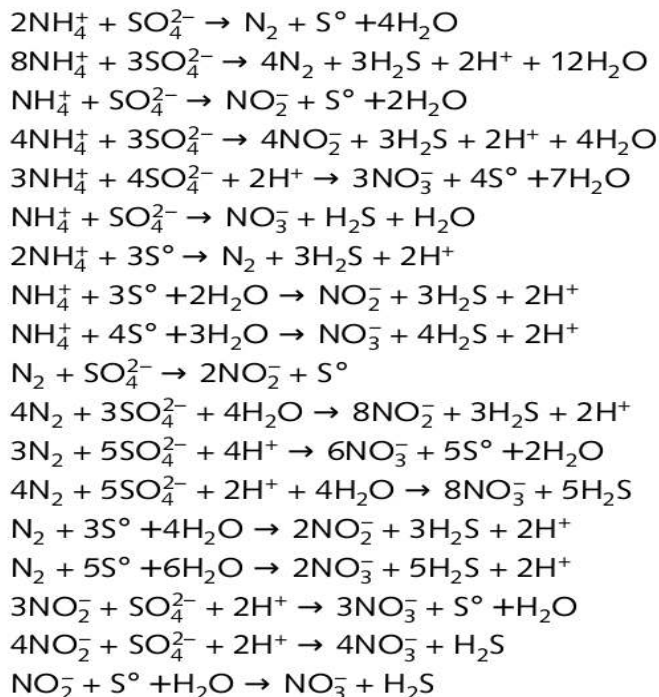 2NH₄⁺ + SO₄²⁻ → N₂ + S° +4H₂O
8NH₄⁺ + 3SO₄²⁻ → 4N₂ + 3H₂S + 2H⁺ + 12H₂O
NH₄⁺ + SO₄²⁻ → NO₂⁻ + S° +2H₂O
4NH₄⁺ + 3SO₄²⁻ → 4NO₂⁻ + 3H₂S + 2H⁺ + 4H₂O
3NH₄⁺ + 4SO₄²⁻ + 2H⁺ → 3NO₃⁻ + 4S° +7H₂O
NH₄⁺ + SO₄²⁻ → NO₃⁻ + H₂S + H₂O
2NH₄⁺ + 3S° → N₂ + 3H₂S + 2H⁺
NH₄⁺ + 3S° +2H₂O → NO₂⁻ + 3H₂S + 2H⁺
NH₄⁺ + 4S° +3H₂O → NO₃⁻ + 4H₂S + 2H⁺
N₂ + SO₄²⁻ → 2NO₂⁻ + S°
4N₂ + 3SO₄²⁻ + 4H₂O → 8NO₂⁻ + 3H₂S + 2H⁺
3N₂ + 5SO₄²⁻ + 4H⁺ → 6NO₃⁻ + 5S° +2H₂O
4N₂ + 5SO₄²⁻ + 2H⁺ + 4H₂O → 8NO₃⁻ + 5H₂S
N₂ + 3S° +4H₂O → 2NO₂⁻ + 3H₂S + 2H⁺
N₂ + 5S° +6H₂O → 2NO₃⁻ + 5H₂S + 2H⁺
3NO₂⁻ + SO₄²⁻ + 2H⁺ → 3NO₃⁻ + S° +H₂O
4NO₂⁻ + SO₄²⁻ + 2H⁺ → 4NO₃⁻ + H₂S
NO₂⁻ + S° +H₂O → NO₃⁻ + H₂S